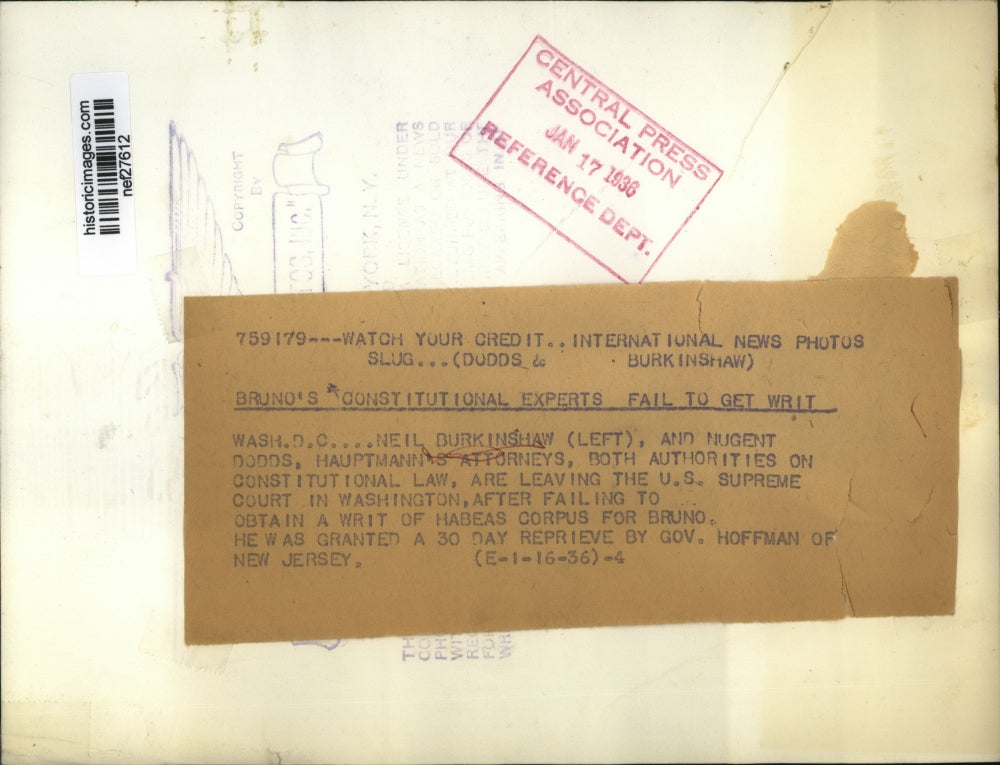 historicimages.com
nef27612
CENTRAL PRESS
ASSOCIATION
JAN 17 1936
REFERENCE DEPT.
COPYRIGHT
BY
YORK, N.Y.
759179---WATCH YOUR CREDIT.. INTERNATIONAL NEWS PHOTOS
SLUG...(DODDS & BURKINSHAW)
BRUNO'S CONSTITUTIONAL EXPERTS FAIL TO GET WRIT
WASH.D.C....NEIL BURKINSHAW (LEFT), AND NUGENT
DODDS, HAUPTMANN'S ATTORNEYS, BOTH AUTHORITIES ON
CONSTITUTIONAL LAW, ARE LEAVING THE U.S. SUPREME
COURT IN WASHINGTON,AFTER FAILING TO
OBTAIN A WRIT OF HABEAS CORPUS FOR BRUNO.
HE WAS GRANTED A 30 DAY REPRIEVE BY GOV. HOFFMAN OF
NEW JERSEY. (E-1-16-36)-4